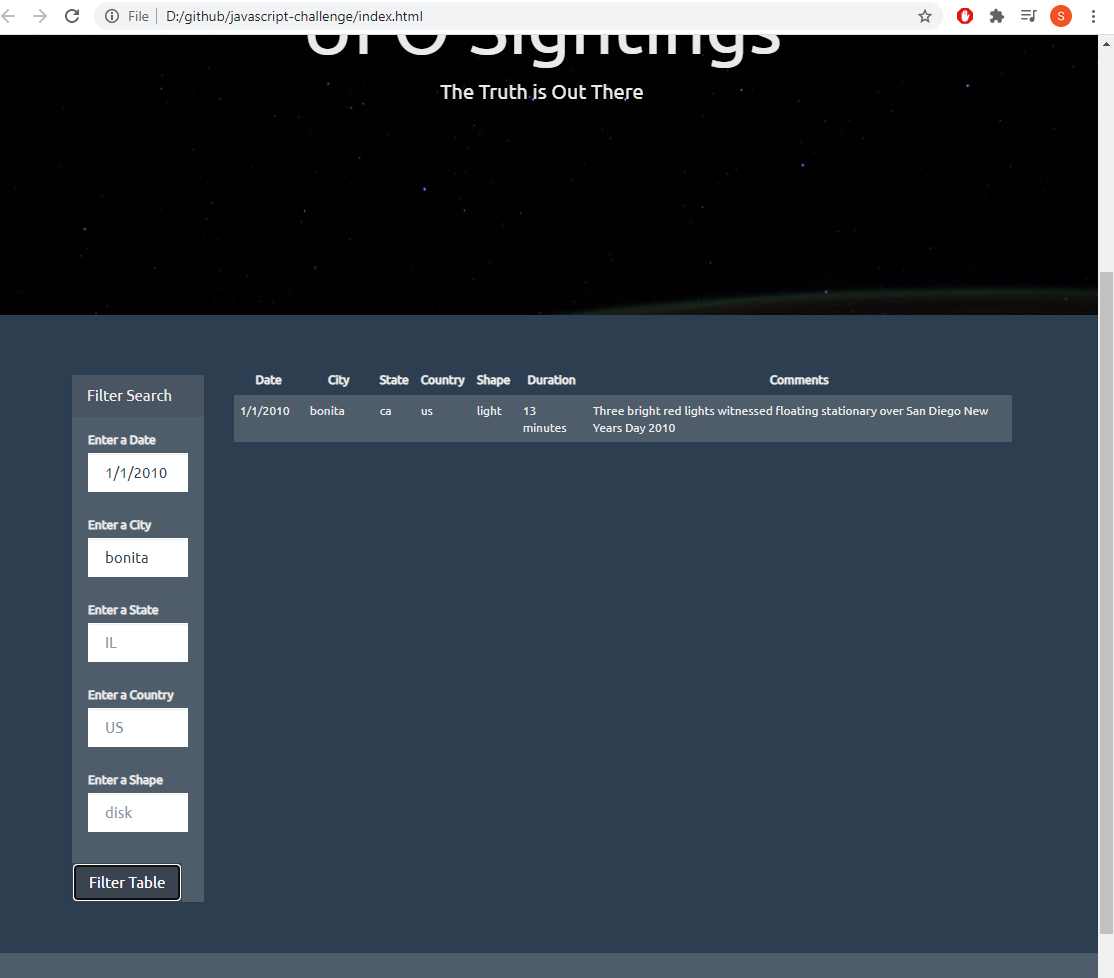 File | D:/github/javascript-challenge/index.html
S
UFO Sightings
The Truth is Out There
Filter Search
Enter a Date
1/1/2010
Enter a City
bonita
Enter a State
IL
Enter a Country
US
Enter a Shape
disk
Filter Table
Date City State Country Shape Duration Comments
1/1/2010 bonita ca us light 13 minutes Three bright red lights witnessed floating stationary over San Diego New
Years Day 2010